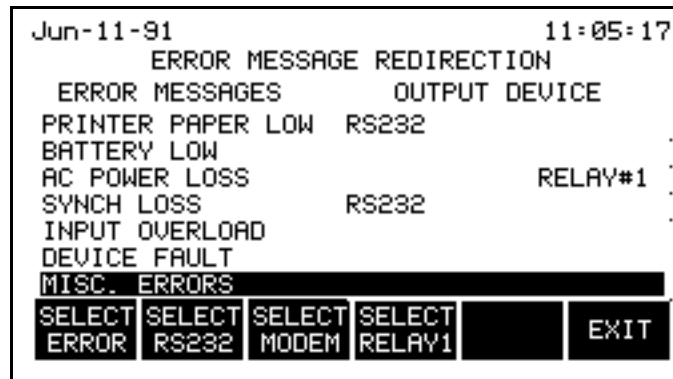 Jun-11-91 11:05:17
ERROR MESSAGE REDIRECTION
ERROR MESSAGES OUTPUT DEVICE
PRINTER PAPER LOW RS232
BATTERY LOW
AC POWER LOSS RELAY#1
SYNCH LOSS RS232
INPUT OVERLOAD
DEVICE FAULT
MISC. ERRORS
SELECT SELECT SELECT SELECT
ERROR RS232 MODEM RELAY1 EXIT